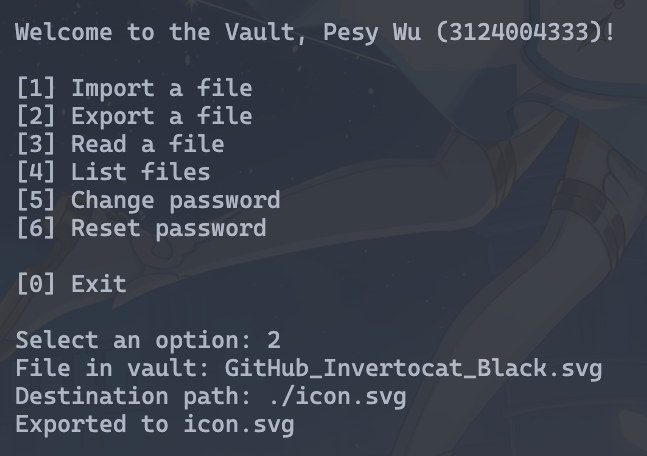 Welcome to the Vault, Pesy Wu (3124004333)!
[1] Import a file
[2] Export a file
[3] Read a file
[4] List files
[5] Change password
[6] Reset password
[0] Exit
Select an option: 2
File in vault: GitHub_Invertocat_Black.svg
Destination path: ./icon.svg
Exported to icon.svg